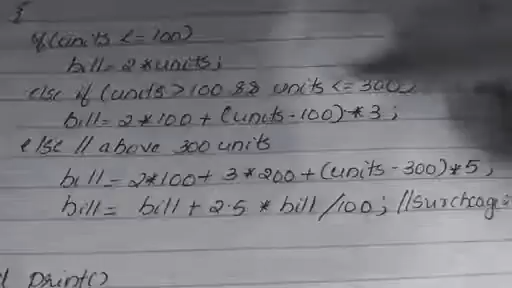 {
if(units <= 100)
bill = 2 * units;
else if (units > 100 && units <= 300)
bill = 2 * 100 + (units - 100) * 3;
else // above 300 units
bill = 2*100 + 3 * 200 + (units - 300) * 5;
bill = bill + 2.5 * bill / 100; // Surcharge
Print()